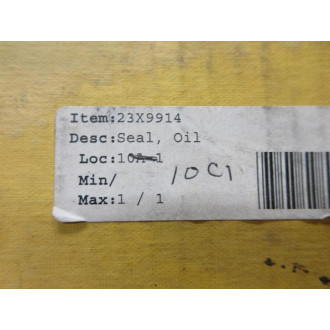 Item:23X9914
Desc:Seal, Oil
Loc:10A-1
10C1
Min/
Max:1 / 1